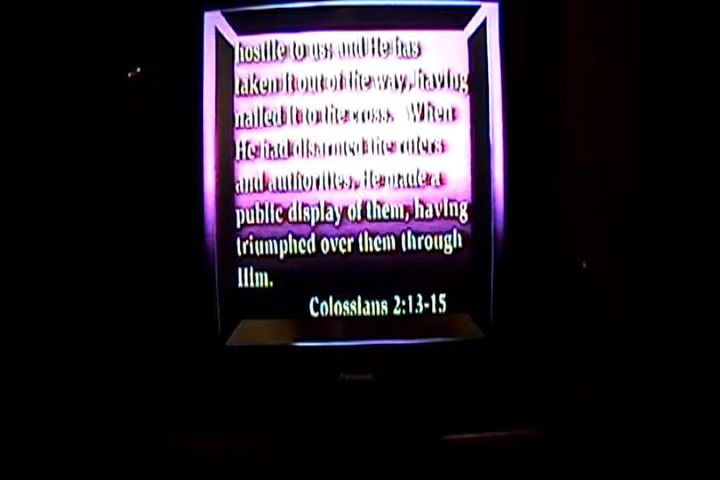 hostile to us; and He has
taken it out of the way, having
nailed it to the cross. When
He had disarmed the rulers
and authorities, He made a
public display of them, having
triumphed over them through
Him.
Colossians 2:13-15
Panasonic